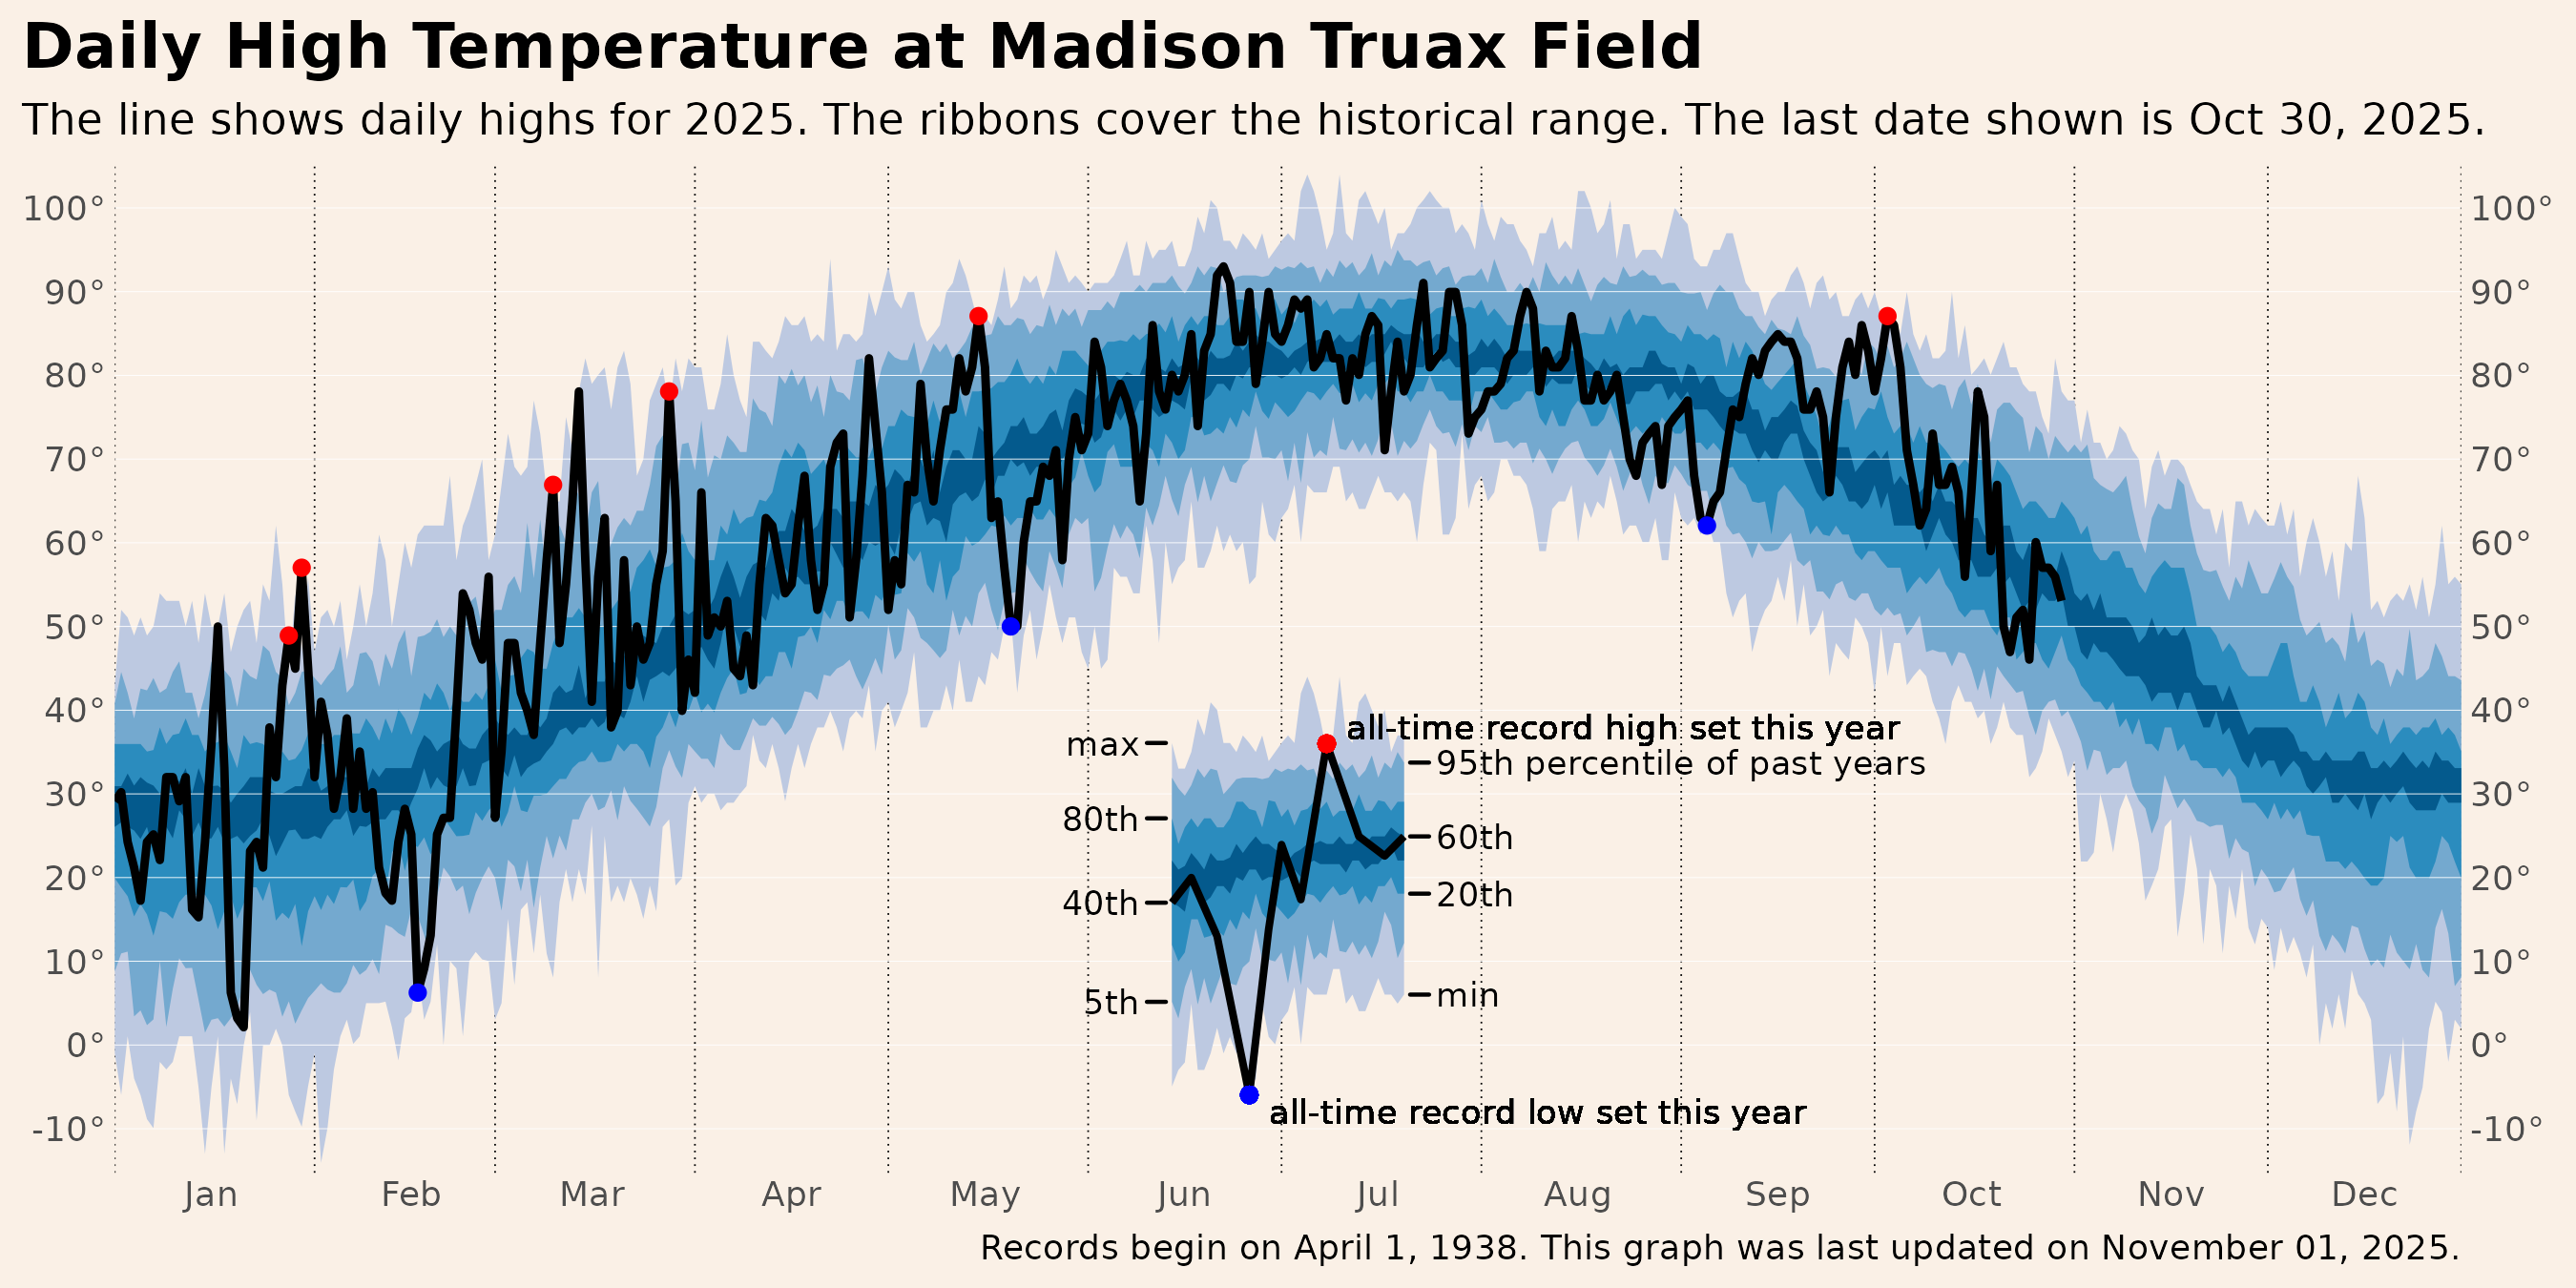 Daily High Temperature at Madison Truax Field
The line shows daily highs for 2025. The ribbons cover the historical range. The last date shown is Oct 30, 2025.
100° 100°
90° 90°
80° 80°
70° 70°
60° 60°
50° 50°
40° 40°
all-time record high set this year
max
95th percentile of past years
30° 30°
80th
60th
20° 20°
20th
40th
10° 10°
min
5th
0° 0°
all-time record low set this year
-10° -10°
Jan Feb Mar Apr May Jun Jul Aug Sep Oct Nov Dec
Records begin on April 1, 1938. This graph was last updated on November 01, 2025.